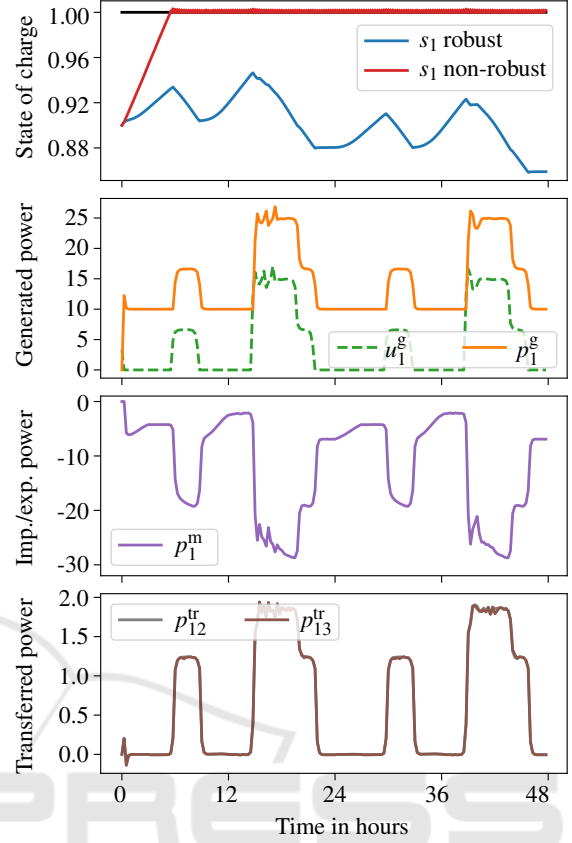 State of charge
1.00
0.96
0.92
0.88
s₁ robust
s₁ non-robust
Generated power
25
20
15
10
5
0
u₁ᵍ
p₁ᵍ
Imp./exp. power
0
-10
-20
-30
p₁ᵐ
Transferred power
2.0
1.5
1.0
0.5
0.0
p₁₂ᵗʳ
p₁₃ᵗʳ
0 12 24 36 48
Time in hours
PRESS